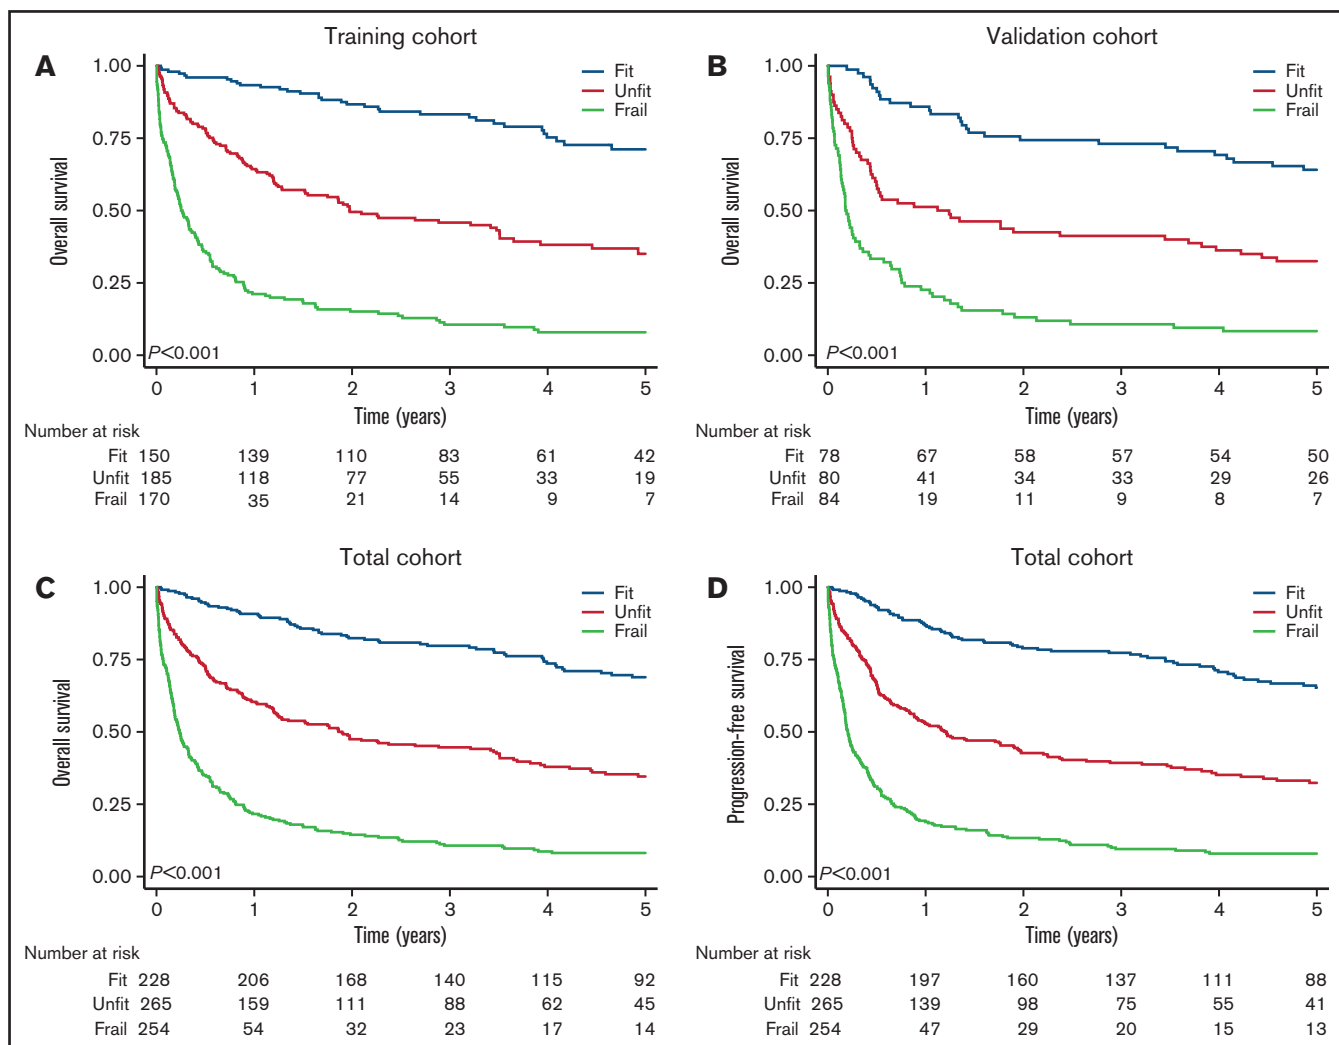 Training cohort
A
1.00
0.75
0.50
0.25
0.00
Overall survival
Fit
Unfit
Frail
P<0.001
0 1 2 3 4 5
Time (years)
Number at risk
Fit 150 139 110 83 61 42
Unfit 185 118 77 55 33 19
Frail 170 35 21 14 9 7
Validation cohort
B
1.00
0.75
0.50
0.25
0.00
Overall survival
Fit
Unfit
Frail
P<0.001
0 1 2 3 4 5
Time (years)
Number at risk
Fit 78 67 58 57 54 50
Unfit 80 41 34 33 29 26
Frail 84 19 11 9 8 7
Total cohort
C
1.00
0.75
0.50
0.25
0.00
Overall survival
Fit
Unfit
Frail
P<0.001
0 1 2 3 4 5
Time (years)
Number at risk
Fit 228 206 168 140 115 92
Unfit 265 159 111 88 62 45
Frail 254 54 32 23 17 14
Total cohort
D
1.00
0.75
0.50
0.25
0.00
Progression-free survival
Fit
Unfit
Frail
P<0.001
0 1 2 3 4 5
Time (years)
Number at risk
Fit 228 197 160 137 111 88
Unfit 265 139 98 75 55 41
Frail 254 47 29 20 15 13